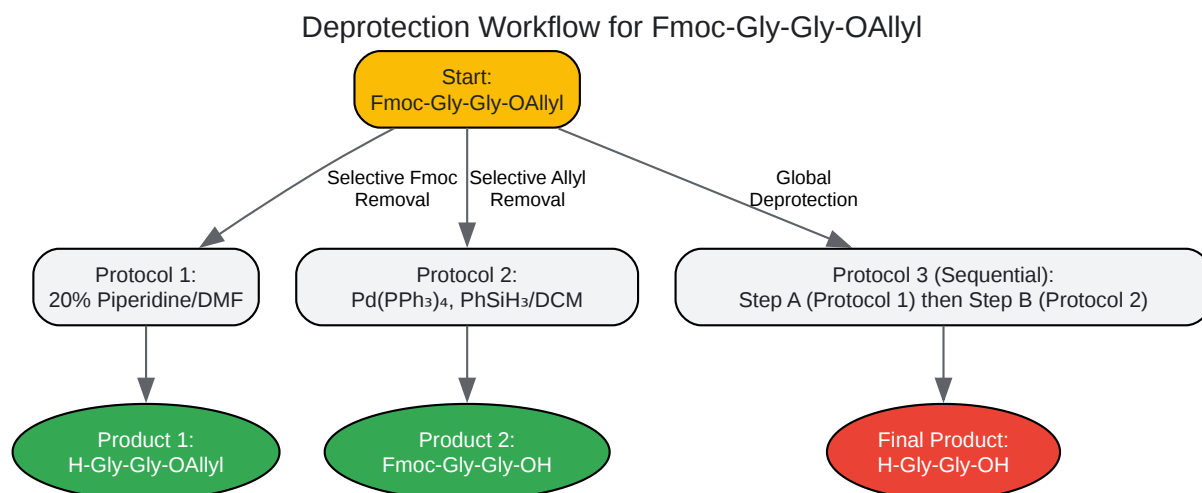 Deprotection Workflow for Fmoc-Gly-Gly-OAllyl
Start:
Fmoc-Gly-Gly-OAllyl
Selective Fmoc
Removal
Selective Allyl
Removal
Global
Deprotection
Protocol 1:
20% Piperidine/DMF
Protocol 2:
Pd(PPh₃)₄, PhSiH₃/DCM
Protocol 3 (Sequential):
Step A (Protocol 1) then Step B (Protocol 2)
Product 1:
H-Gly-Gly-OAllyl
Product 2:
Fmoc-Gly-Gly-OH
Final Product:
H-Gly-Gly-OH